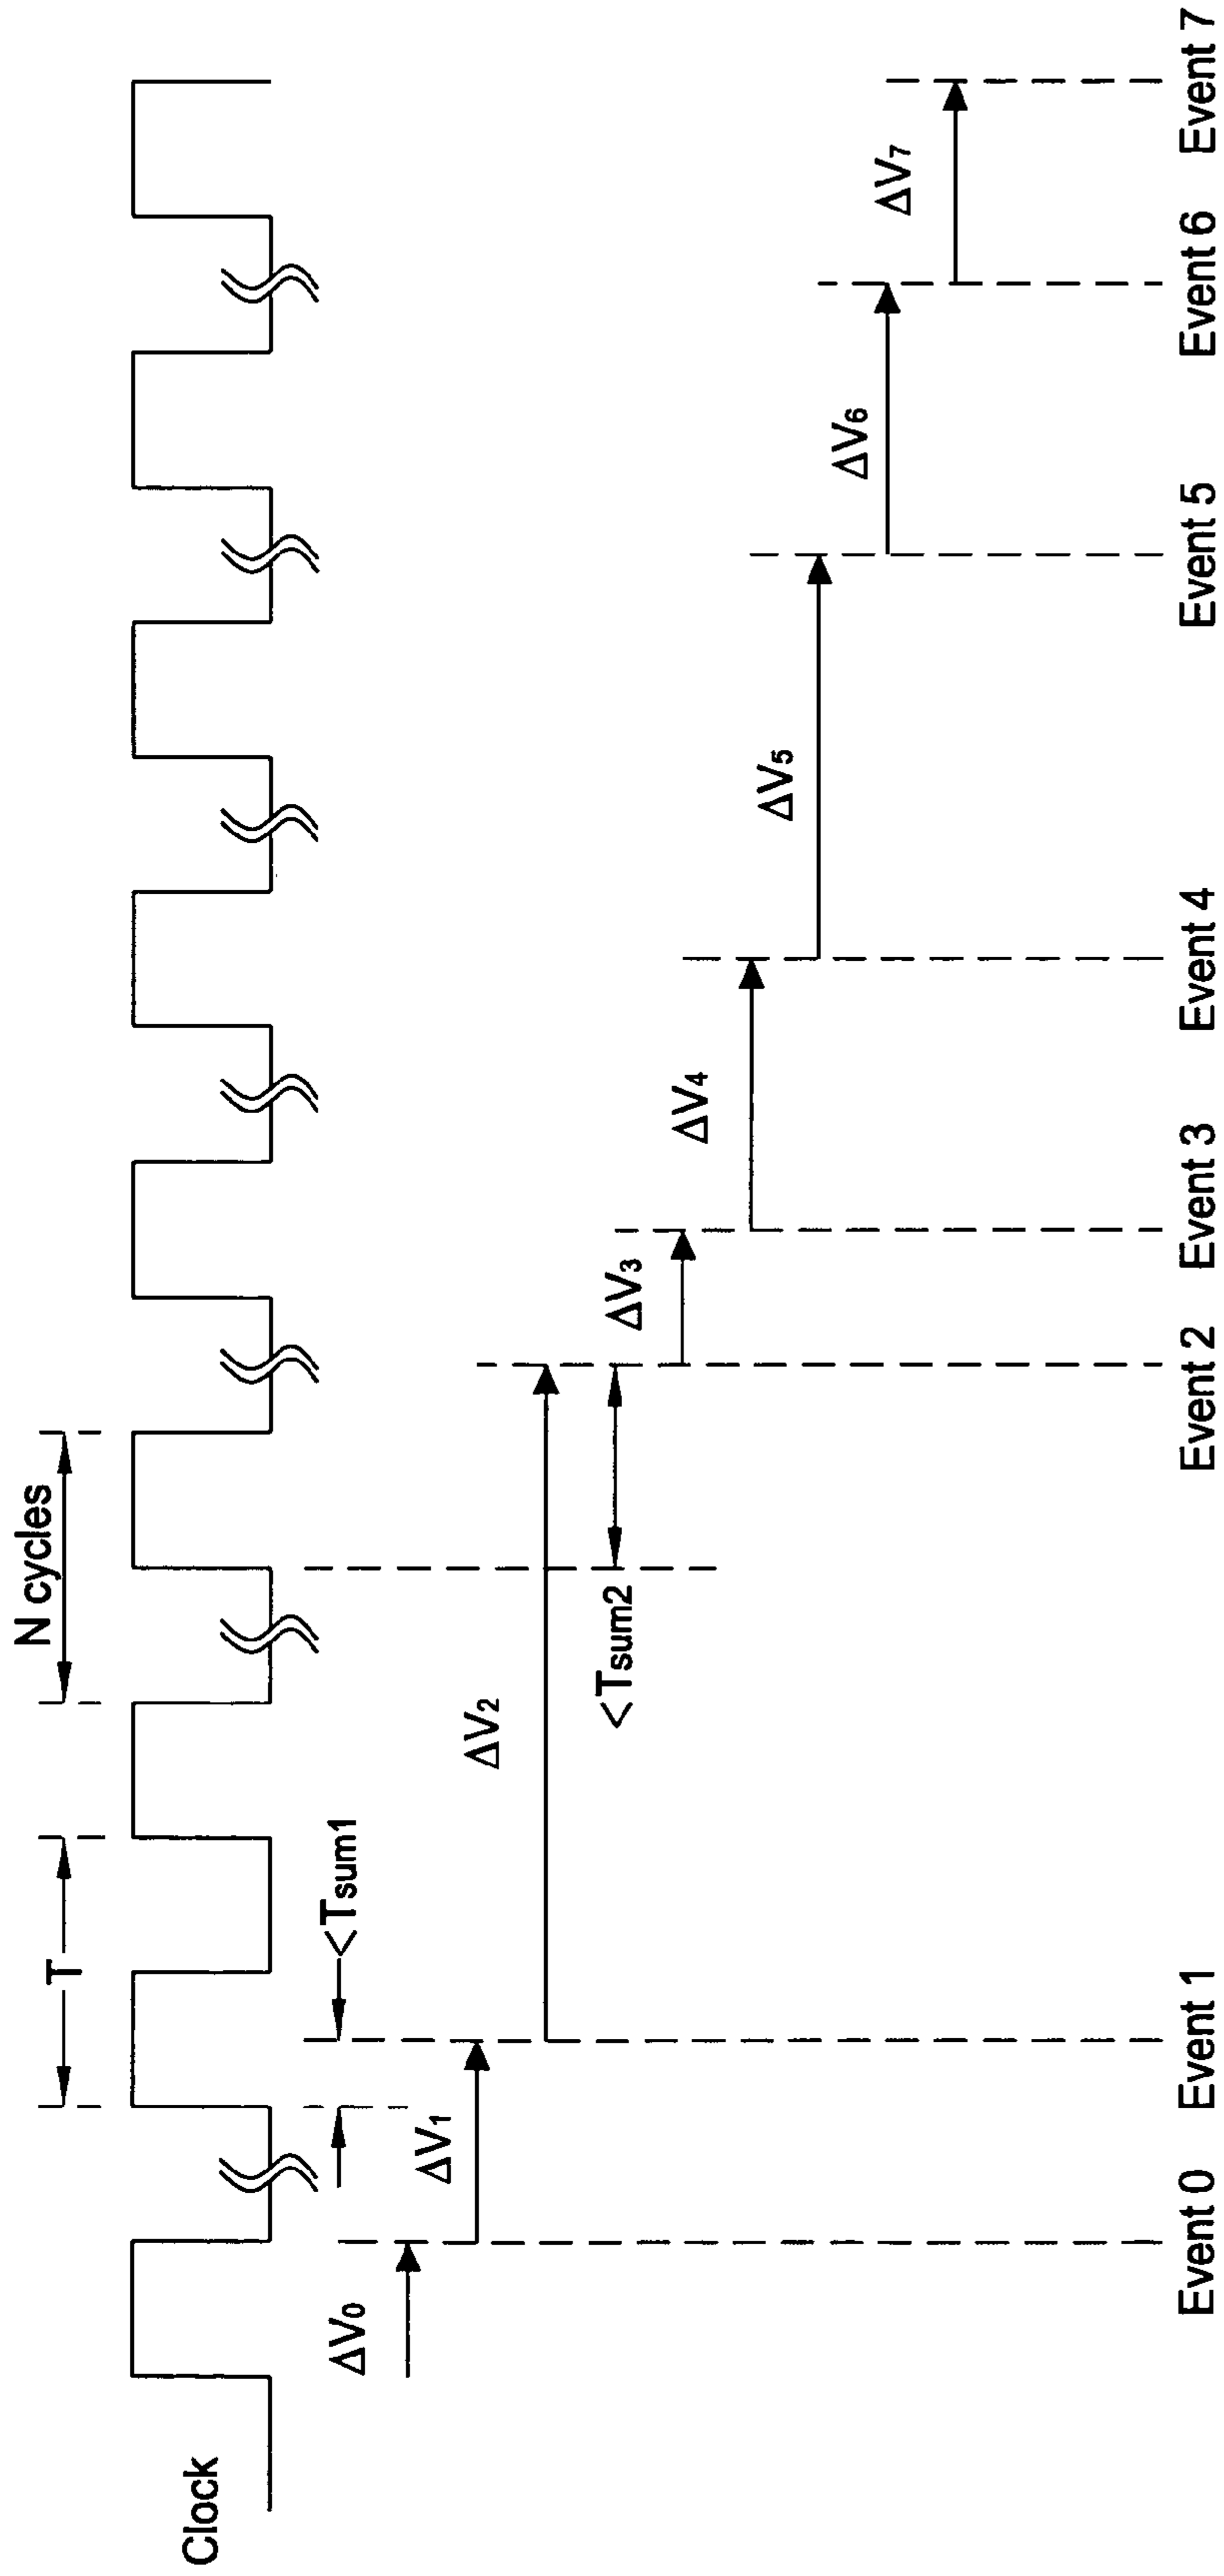 N cycles
T
Clock
<Tsum1
ΔV0
ΔV1
ΔV2
<Tsum2
ΔV3
ΔV4
ΔV5
ΔV6
ΔV7
Event 0
Event 1
Event 2
Event 3
Event 4
Event 5
Event 6
Event 7